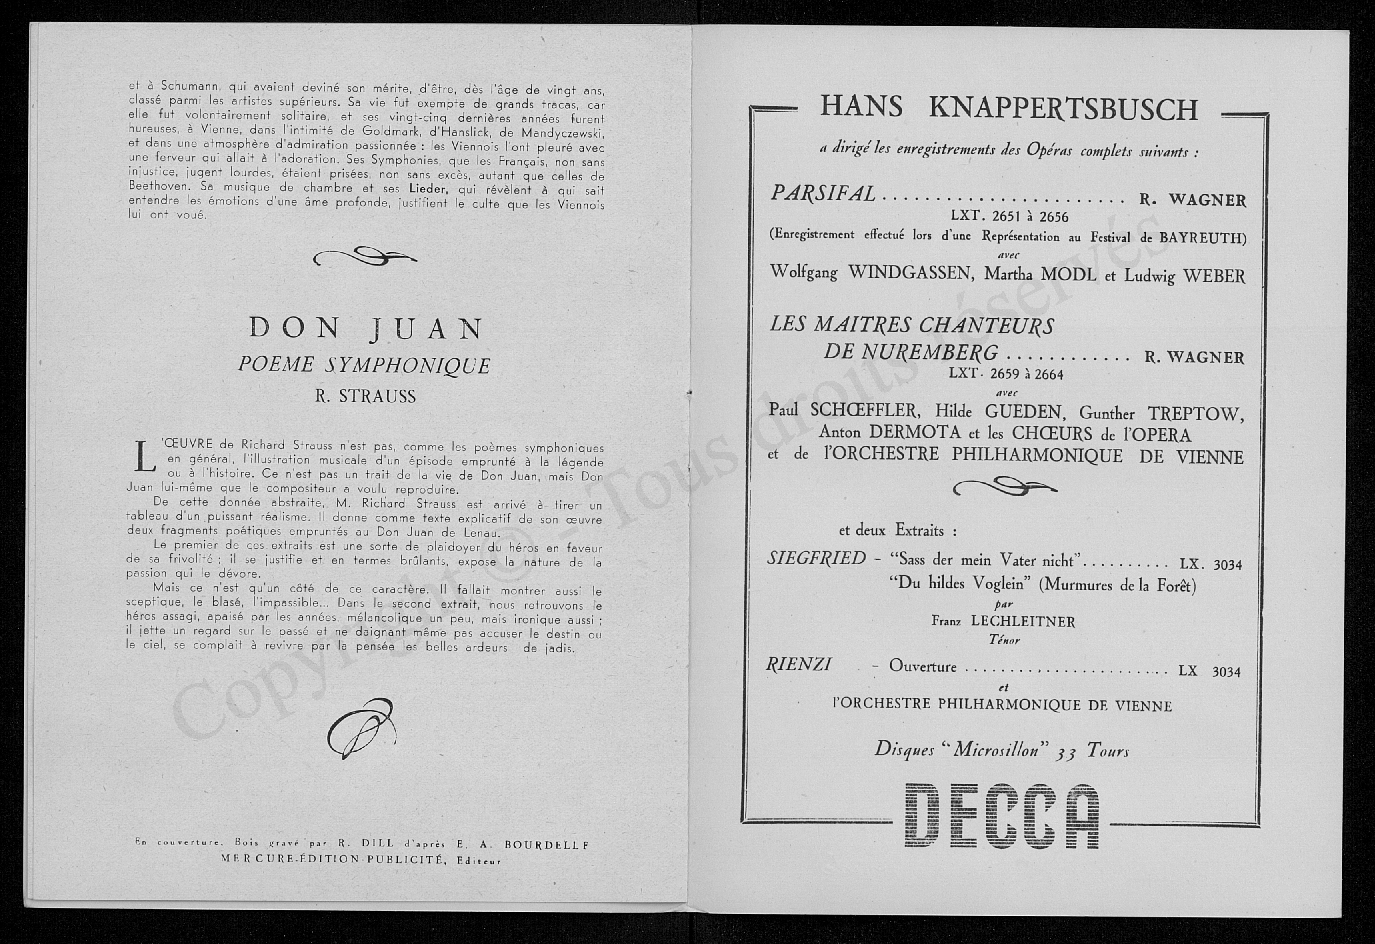 et à Schumann, qui avaient deviné son mérite, d'être, dès l'âge de vingt ans,
classé parmi les artistes supérieurs. Sa vie fut exempte de grands tracas, car
elle fut volontairement solitaire, et ses vingt-cinq dernières années furent
hureuses, à Vienne, dans l'intimité de Goldmark, d'Hanslick, de Mandyczewski,
et dans une atmosphère d'admiration passionnée : les Viennois l'ont pleuré avec
une ferveur qui allait à l'adoration. Ses Symphonies, que les Français, non sans
injustice, jugent lourdes, étaient prisées, non sans excès, autant que celles de
Beethoven. Sa musique de chambre et ses Lieder, qui révèlent à qui sait
entendre les émotions d'une âme profonde, justifient le culte que les Viennois
lui ont voué.
DON JUAN
POEME SYMPHONIQUE
R. STRAUSS
L'ŒUVRE de Richard Strauss n'est pas, comme les poèmes symphoniques
en général, l'illustration musicale d'un épisode emprunté à la légende
ou à l'histoire. Ce n'est pas un trait de la vie de Don Juan, mais Don
Juan lui-même que le compositeur a voulu reproduire.
De cette donnée abstraite, M. Richard Strauss est arrivé à tirer un
tableau d'un puissant réalisme. Il donne comme texte explicatif de son œuvre
deux fragments poétiques empruntés au Don Juan de Lenau.
Le premier de ces extraits est une sorte de plaidoyer du héros en faveur
de sa frivolité ; il se justifie et en termes brûlants, expose la nature de la
passion qui le dévore.
Mais ce n'est qu'un côté de ce caractère. Il fallait montrer aussi le
sceptique, le blasé, l'impassible... Dans le second extrait, nous retrouvons le
héros assagi, apaisé par les années, mélancolique un peu, mais ironique aussi ;
il jette un regard sur le passé et ne daignant même pas accuser le destin ou
le ciel, se complait à revivre par la pensée les belles ardeurs de jadis.
En couverture. Bois gravé par R. DILL d'après E. A. BOURDELLE
MERCURE-ÉDITION-PUBLICITÉ, Editeur
HANS KNAPPERTSBUSCH
a dirigé les enregistrements des Opéras complets suivants :
PARSIFAL ....................... R. WAGNER
LXT. 2651 à 2656
(Enregistrement effectué lors d'une Représentation au Festival de BAYREUTH)
avec
Wolfgang WINDGASSEN, Martha MODL et Ludwig WEBER
LES MAITRES CHANTEURS
DE NUREMBERG ............ R. WAGNER
LXT. 2659 à 2664
avec
Paul SCHŒFFLER, Hilde GUEDEN, Gunther TREPTOW,
Anton DERMOTA et les CHŒURS de l'OPERA
et de l'ORCHESTRE PHILHARMONIQUE DE VIENNE
et deux Extraits :
SIEGFRIED - "Sass der mein Vater nicht".......... LX. 3034
"Du hildes Voglein" (Murmures de la Forêt)
par
Franz LECHLEITNER
Ténor
RIENZI - Ouverture ........................ LX 3034
et
l'ORCHESTRE PHILHARMONIQUE DE VIENNE
Disques "Microsillon" 33 Tours
DECCA
Copyright © - Tous droits réservés